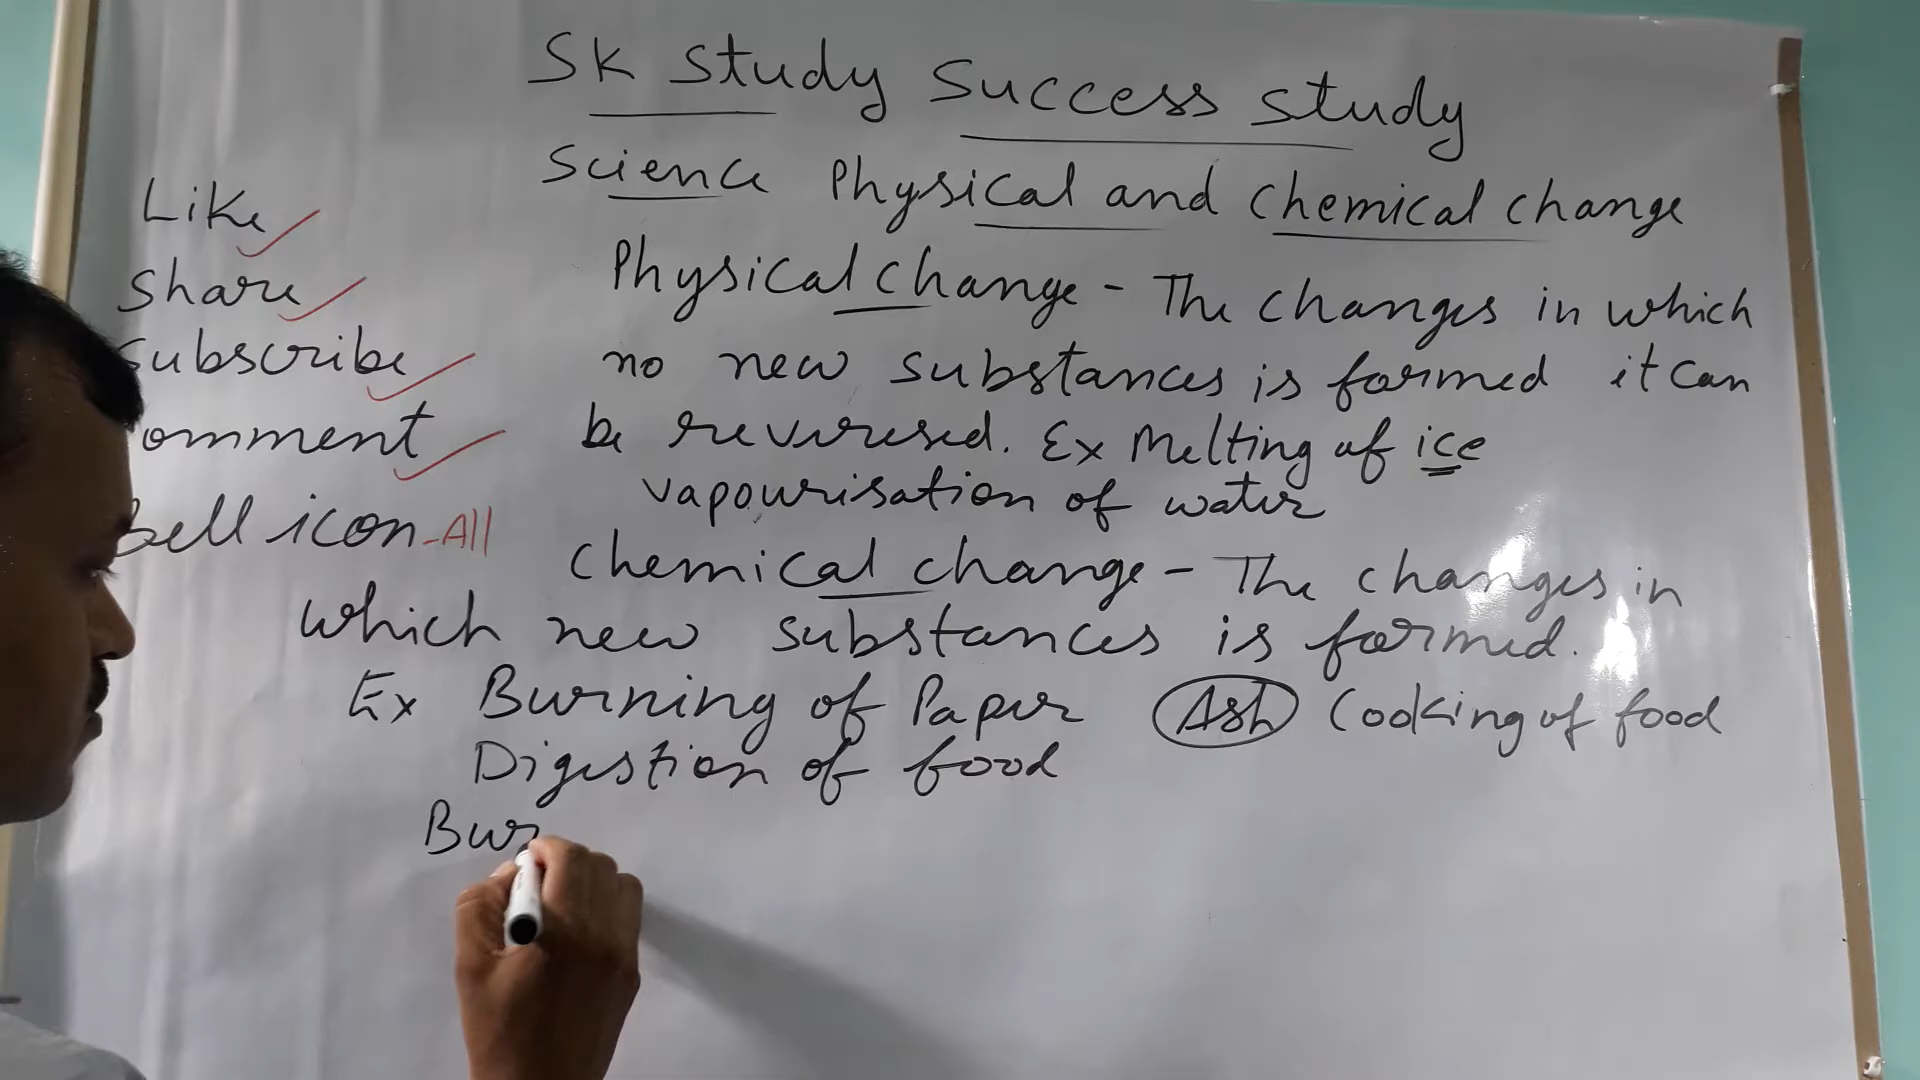 SK Study Success study
Science Physical and chemical change
Like
Share
Subscribe
omment
Bell icon - All
Physical change - The changes in which
no new substances is formed it can
be reviresed. Ex Melting of ice
vapourisation of water
Chemical change - The changes in
which new substances is formed.
Ex Burning of Paper Ash Cooking of food
Digestion of food
Bur